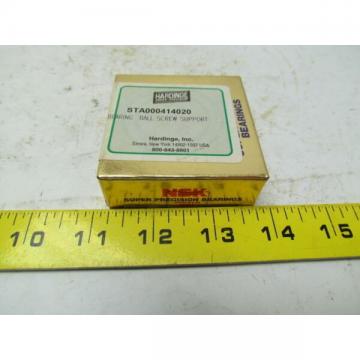 HARDINGE
STA000414020
BEARING BALL SCREW SUPPORT
Hardinge, Inc.
Elmira, New York 14902-1507 USA
800-843-8801
BEARINGS
NSK
SUPER PRECISION BEARINGS
10 11 12 13 14 15